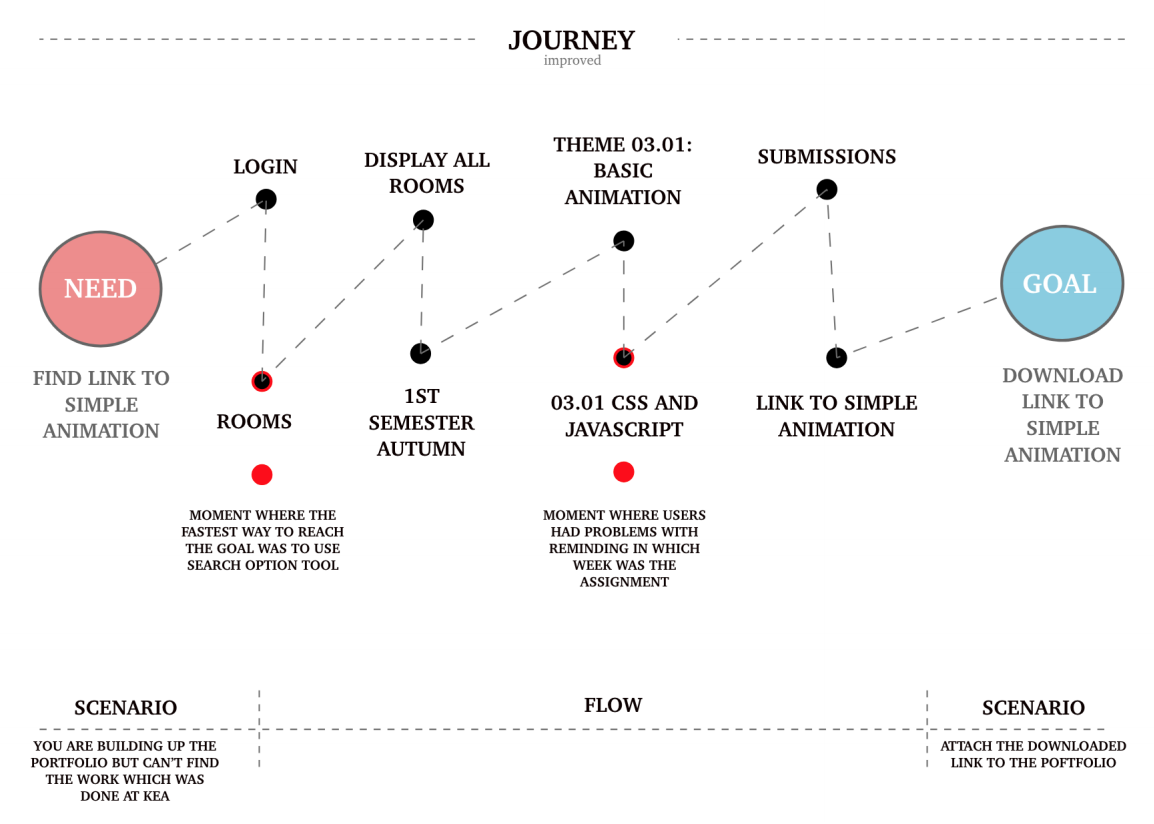 JOURNEY
improved
LOGIN
DISPLAY ALL
ROOMS
THEME 03.01:
BASIC
ANIMATION
SUBMISSIONS
NEED
GOAL
FIND LINK TO
SIMPLE
ANIMATION
ROOMS
1ST
SEMESTER
AUTUMN
03.01 CSS AND
JAVASCRIPT
LINK TO SIMPLE
ANIMATION
DOWNLOAD
LINK TO
SIMPLE
ANIMATION
MOMENT WHERE THE
FASTEST WAY TO REACH
THE GOAL WAS TO USE
SEARCH OPTION TOOL
MOMENT WHERE USERS
HAD PROBLEMS WITH
REMINDING IN WHICH
WEEK WAS THE
ASSIGNMENT
SCENARIO
FLOW
SCENARIO
YOU ARE BUILDING UP THE
PORTFOLIO BUT CAN'T FIND
THE WORK WHICH WAS
DONE AT KEA
ATTACH THE DOWNLOADED
LINK TO THE POFTFOLIO